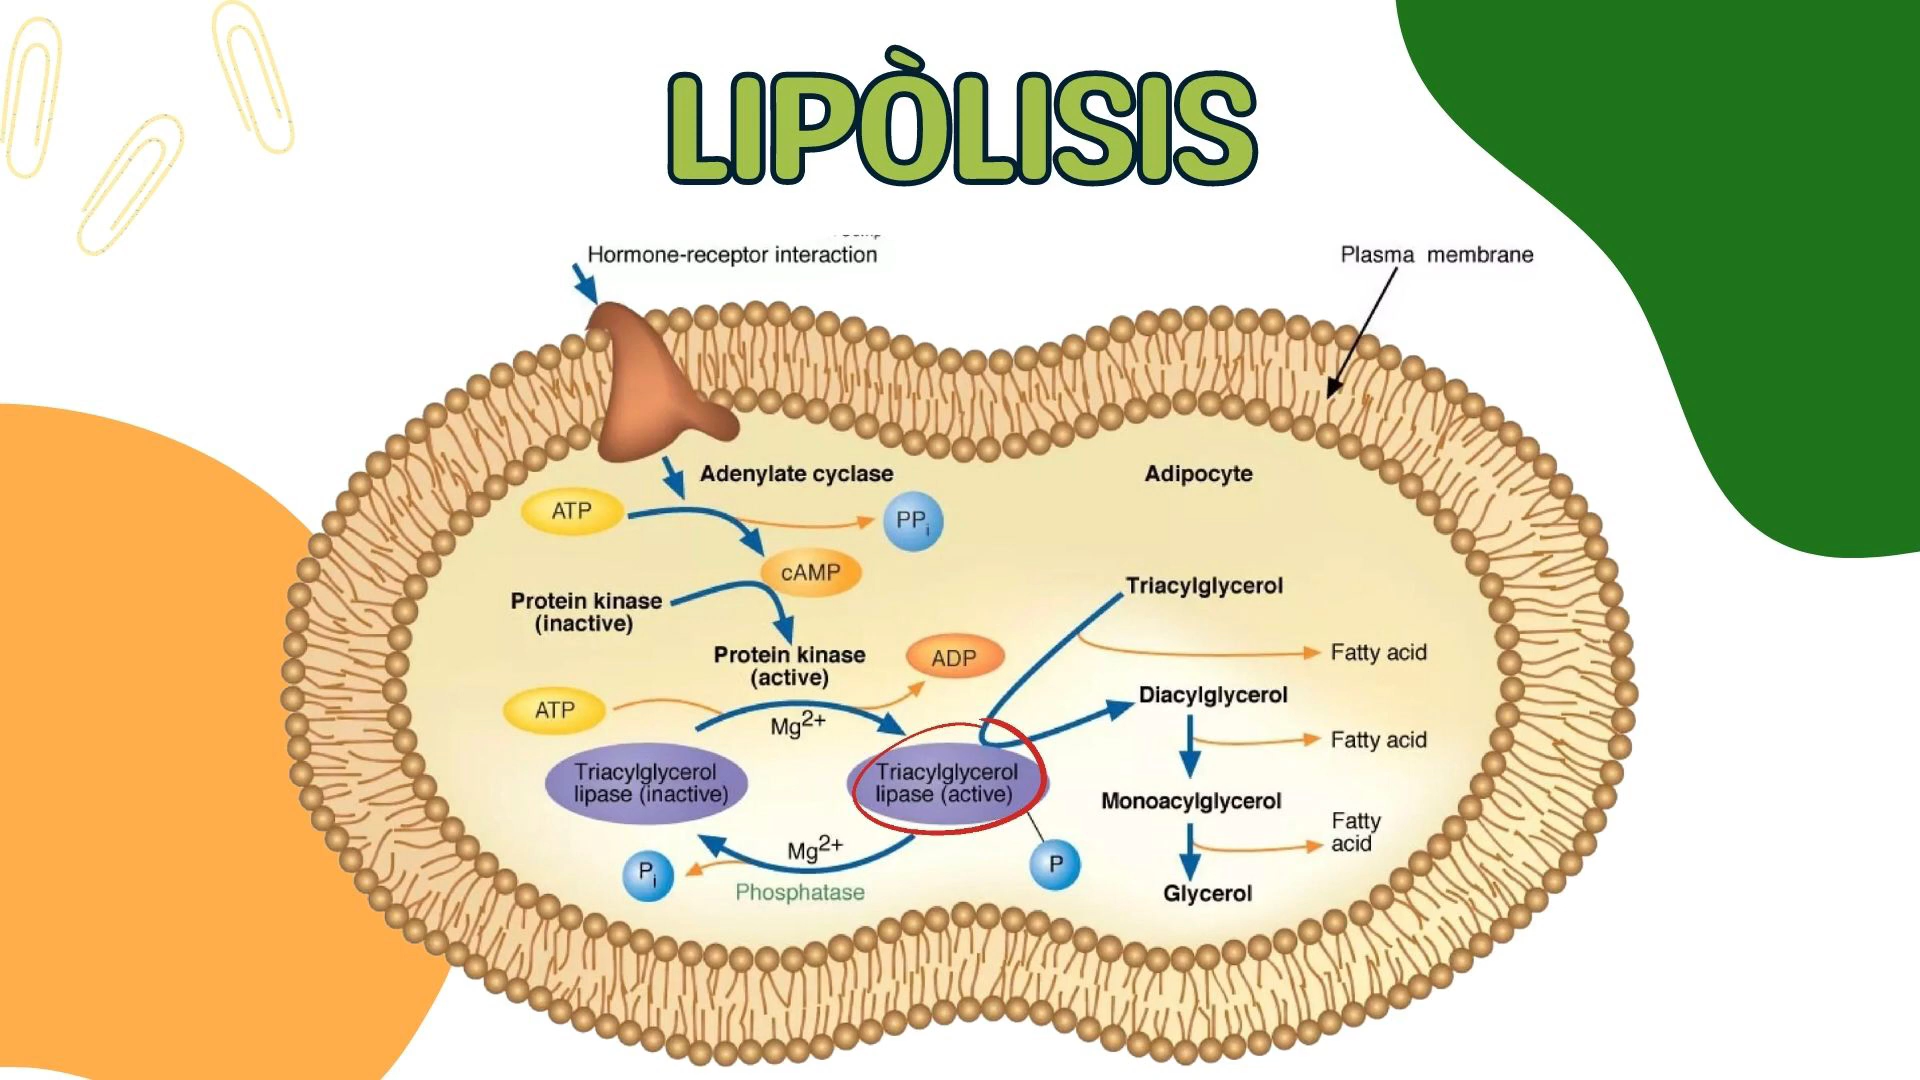 LIPÒLISIS
Hormone-receptor interaction
Plasma membrane
Adenylate cyclase
Adipocyte
ATP
PPi
cAMP
Triacylglycerol
Protein kinase
(inactive)
Fatty acid
Protein kinase
(active)
ADP
Diacylglycerol
ATP
Mg2+
Fatty acid
Triacylglycerol
lipase (inactive)
Triacylglycerol
lipase (active)
Monoacylglycerol
Fatty
acid
Mg2+
Pi
P
Phosphatase
Glycerol